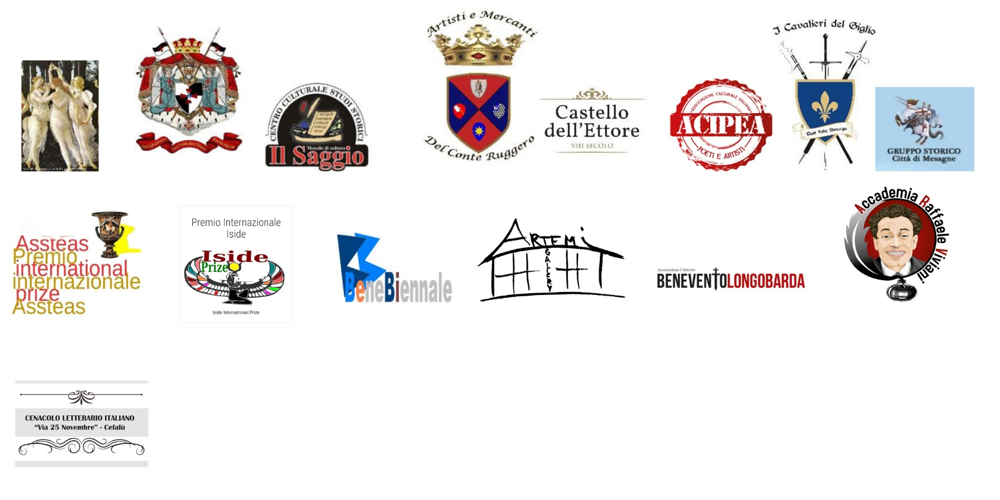 CENTRO CULTURALE STUDI STORICI
Mensile di cultura
Il Saggio
Artisti e Mercanti
Del Conte Ruggero
Castello
dell'Ettore
VIII SECOLO
ASSOCIAZIONE CULTURALE ITALIANA
ACIPEA
POETI E ARTISTI
I Cavalieri del Giglio
Post Fata Resurgo
GRUPPO STORICO
Città di Mesagne
Assteas
Premio
international
internazionale
prize
Assteas
Premio Internazionale
Iside
Iside
Prize
Iside International Prize
BeneBiennale
ARTEMI
GALLERY
Associazione Culturale
BENEVENTOLONGOBARDA
Accademia Raffaele Viviani
CENACOLO LETTERARIO ITALIANO
“Via 25 Novembre” - Cefalù